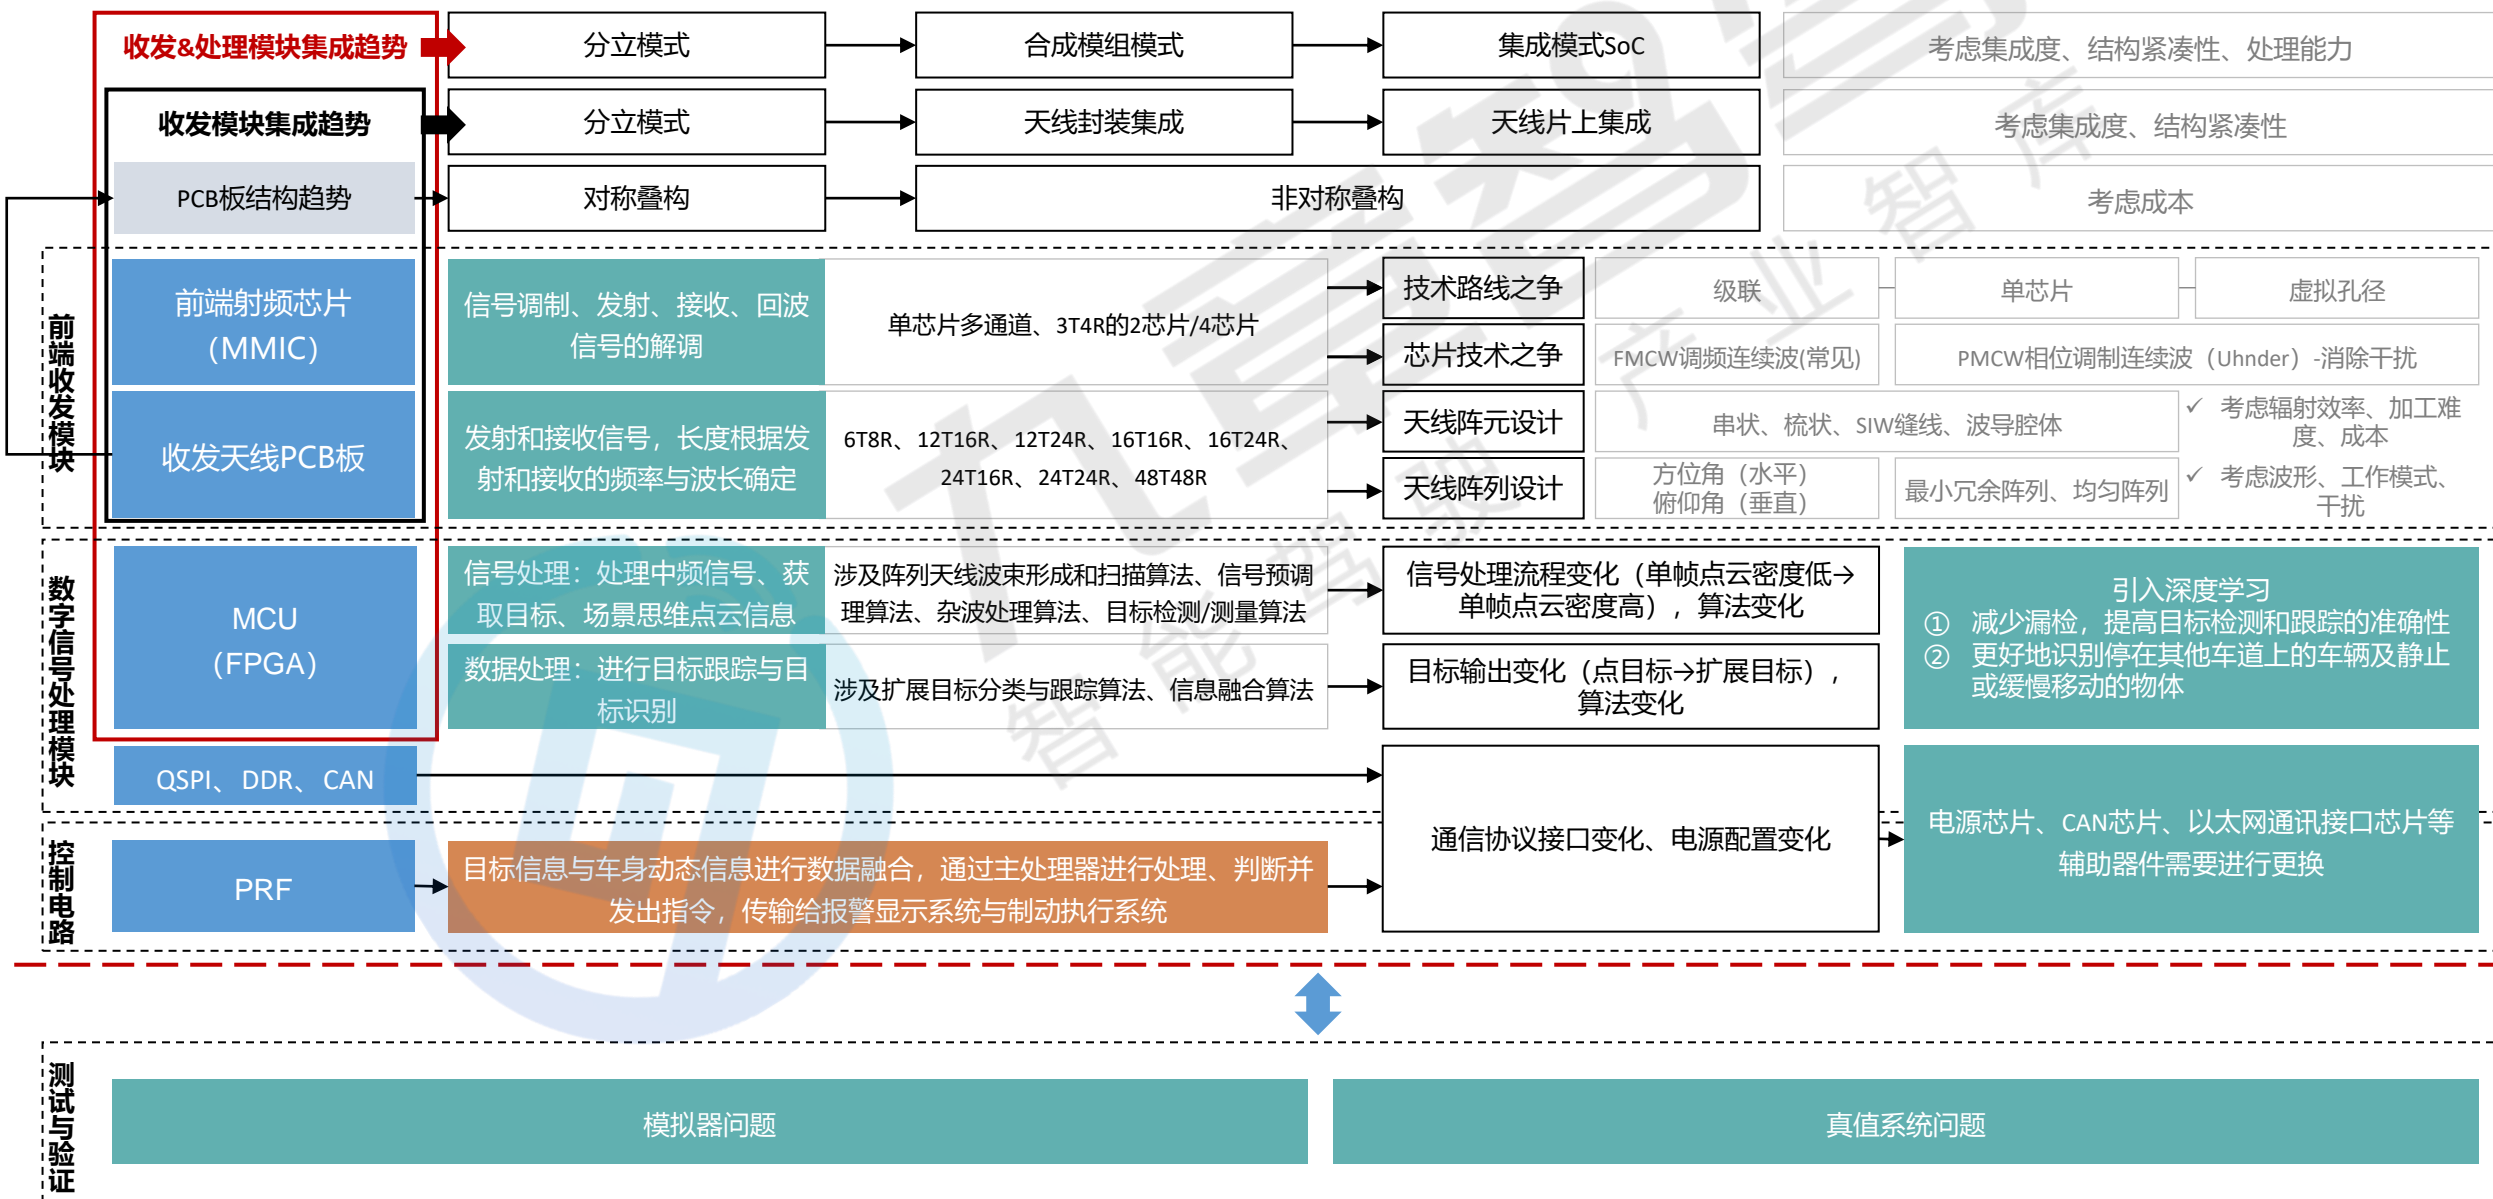 收发&处理模块集成趋势
分立模式
合成模组模式
集成模式SoC
考虑集成度、结构紧凑性、处理能力
收发模块集成趋势
分立模式
天线封装集成
天线片上集成
考虑集成度、结构紧凑性
PCB板结构趋势
对称叠构
非对称叠构
考虑成本
前端收发模块
前端射频芯片
（MMIC）
信号调制、发射、接收、回波
信号的解调
单芯片多通道、3T4R的2芯片/4芯片
技术路线之争
级联
单芯片
虚拟孔径
芯片技术之争
FMCW调频连续波(常见)
PMCW相位调制连续波（Uhnder）-消除干扰
收发天线PCB板
发射和接收信号，长度根据发
射和接收的频率与波长确定
6T8R、12T16R、12T24R、16T16R、16T24R、
24T16R、24T24R、48T48R
天线阵元设计
串状、梳状、SIW缝线、波导腔体
✓ 考虑辐射效率、加工难
度、成本
天线阵列设计
方位角（水平）
俯仰角（垂直）
最小冗余阵列、均匀阵列
✓ 考虑波形、工作模式、
干扰
数字信号处理模块
MCU
（FPGA）
信号处理：处理中频信号、获
取目标、场景思维点云信息
涉及阵列天线波束形成和扫描算法、信号预调
理算法、杂波处理算法、目标检测/测量算法
信号处理流程变化（单帧点云密度低→
单帧点云密度高），算法变化
引入深度学习
① 减少漏检，提高目标检测和跟踪的准确性
② 更好地识别停在其他车道上的车辆及静止
或缓慢移动的物体
数据处理：进行目标跟踪与目
标识别
涉及扩展目标分类与跟踪算法、信息融合算法
目标输出变化（点目标→扩展目标），
算法变化
QSPI、DDR、CAN
通信协议接口变化、电源配置变化
电源芯片、CAN芯片、以太网通讯接口芯片等
辅助器件需要进行更换
控制电路
PRF
目标信息与车身动态信息进行数据融合，通过主处理器进行处理、判断并
发出指令，传输给报警显示系统与制动执行系统
测试与验证
模拟器问题
真值系统问题
九章智驾
智能驾驶产业智库